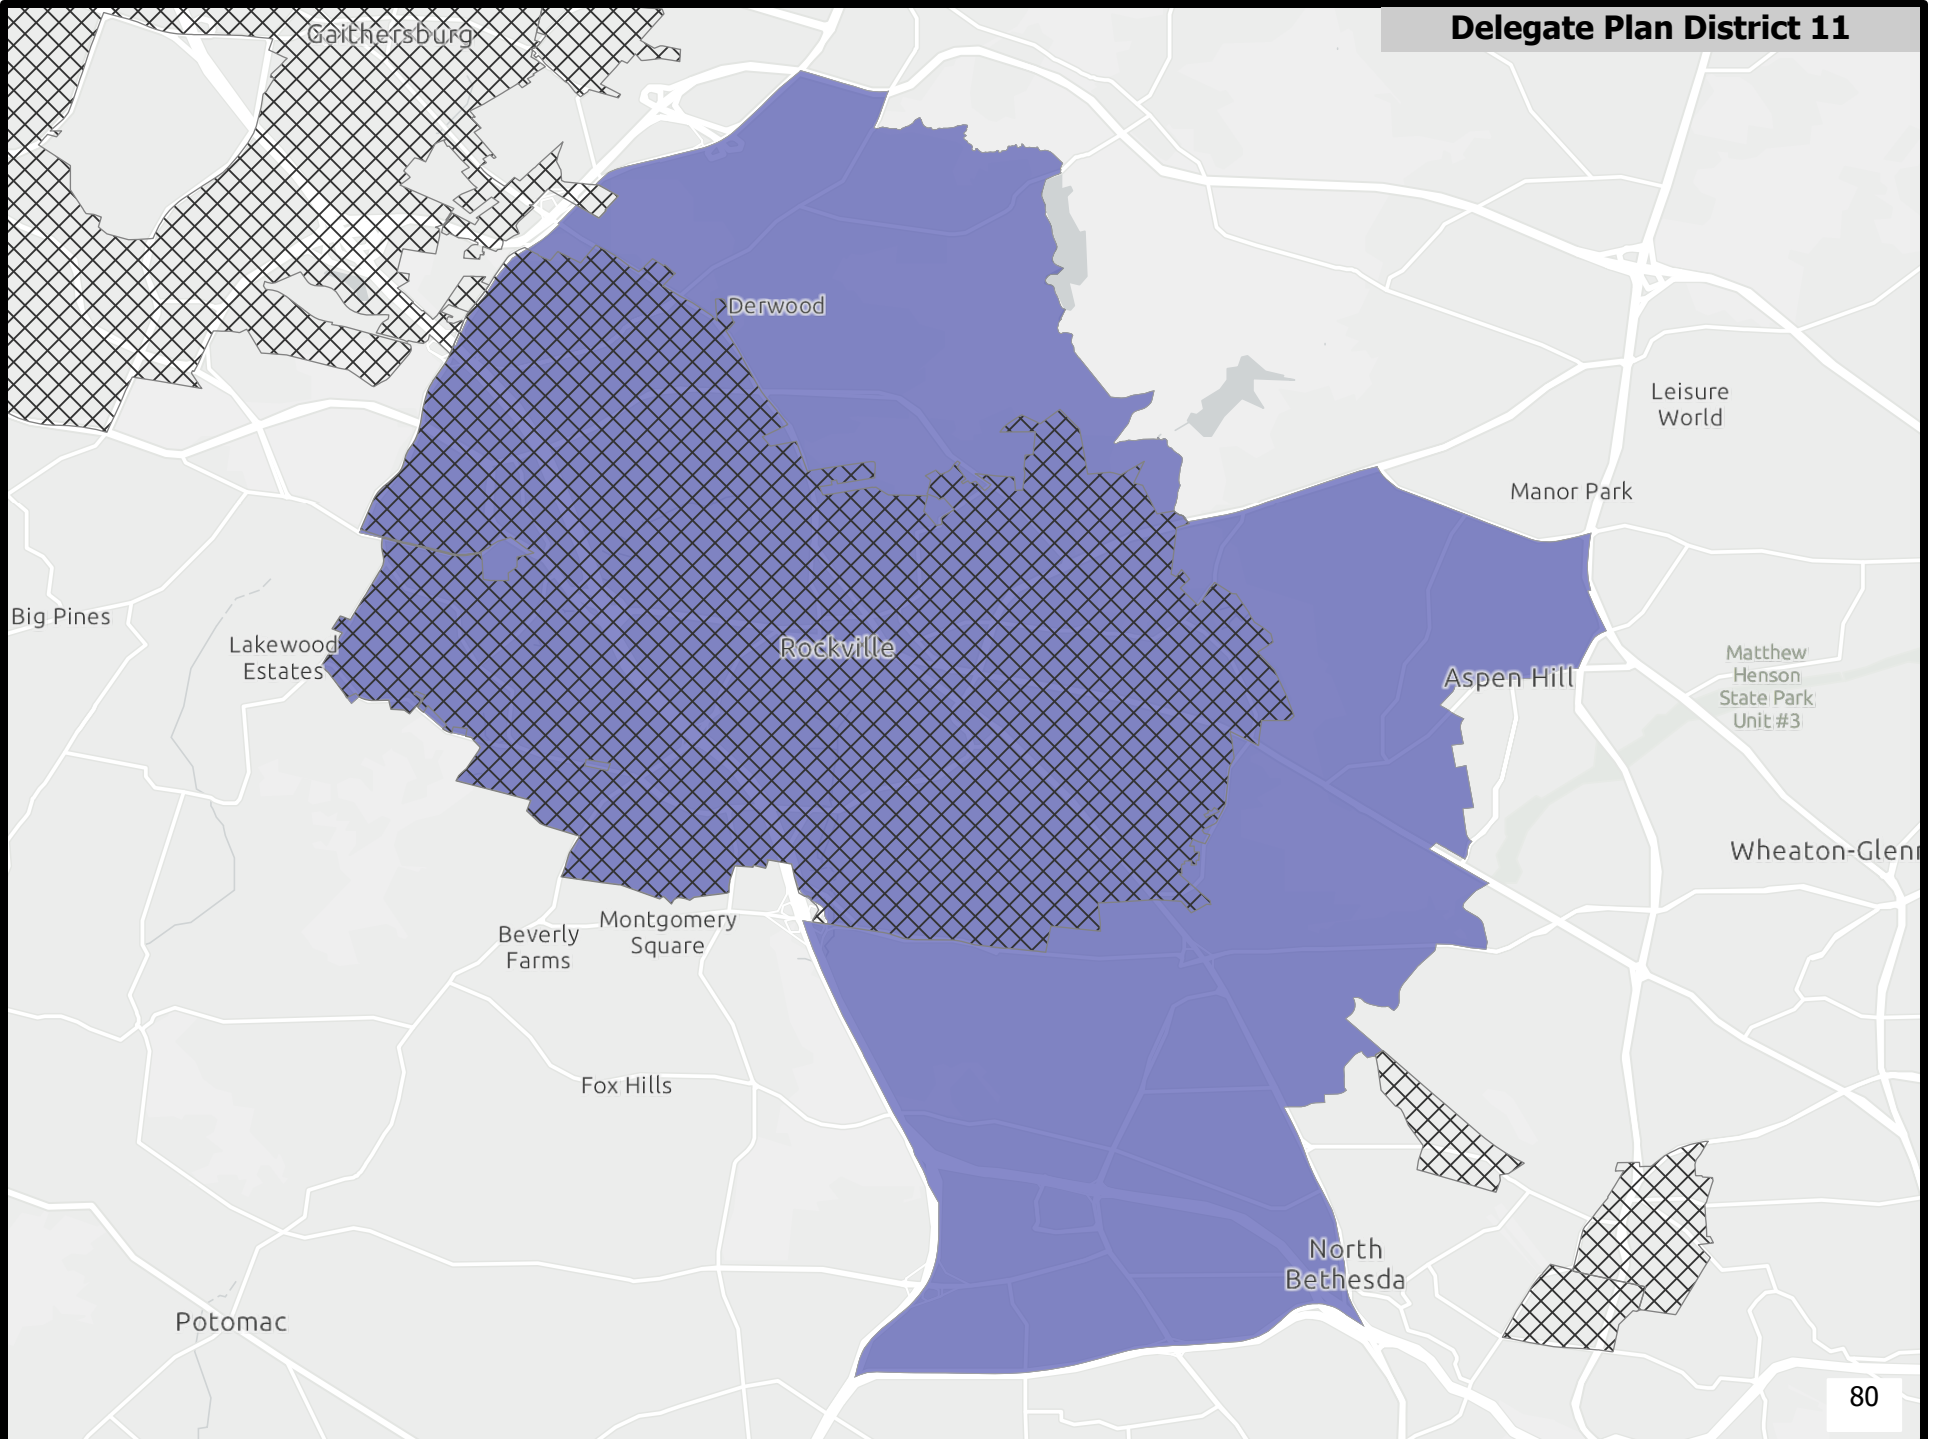 Delegate Plan District 11
Gaithersburg
Derwood
Leisure
World
Manor Park
Big Pines
Lakewood
Estates
Rockville
Aspen Hill
Matthew
Henson
State Park
Unit #3
Wheaton-Glenn
Montgomery
Square
Beverly
Farms
Fox Hills
North
Bethesda
Potomac
80